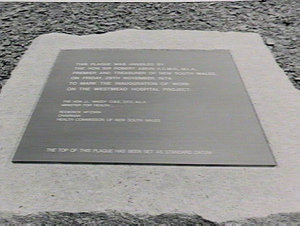 THIS PLAQUE WAS UNVEILED BY
THE HON SIR ROBERT ASKIN K.C.M.G., M.L.A.
PREMIER AND TREASURER OF NEW SOUTH WALES,
ON FRIDAY, 29TH NOVEMBER, 1974
TO MARK THE INAUGURATION OF WORK
ON THE WESTMEAD HOSPITAL PROJECT.
THE HON. J.L. WADDY O.B.E., D.F.C., M.L.A.
MINISTER FOR HEALTH
RODERICK
CHAIRMAN
HEALTH COMMISSION OF NEW SOUTH WALES
THE TOP OF THIS PLAQUE HAS BEEN SET AS STANDARD DATUM